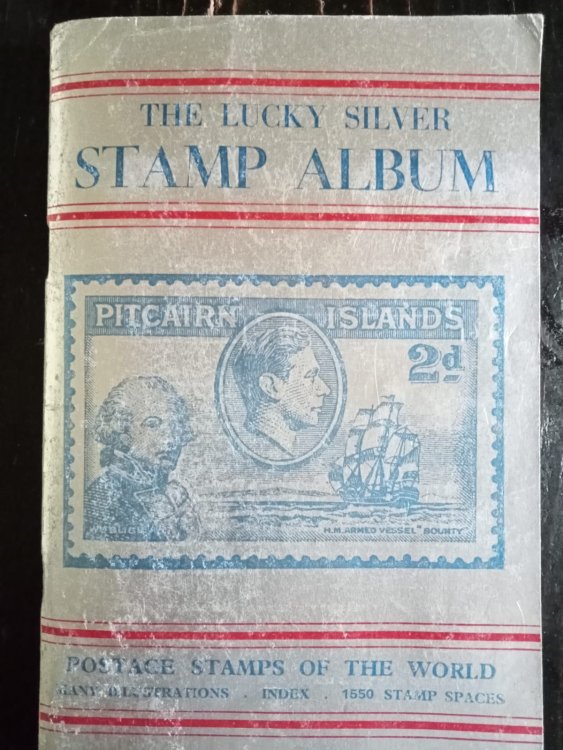 THE LUCKY SILVER
STAMP ALBUM
PITCAIRN ISLANDS
2d
W. BLIGH
H.M. ARMED VESSEL "BOUNTY"
POSTAGE STAMPS OF THE WORLD
MANY ILLUSTRATIONS . INDEX . 1550 STAMP SPACES